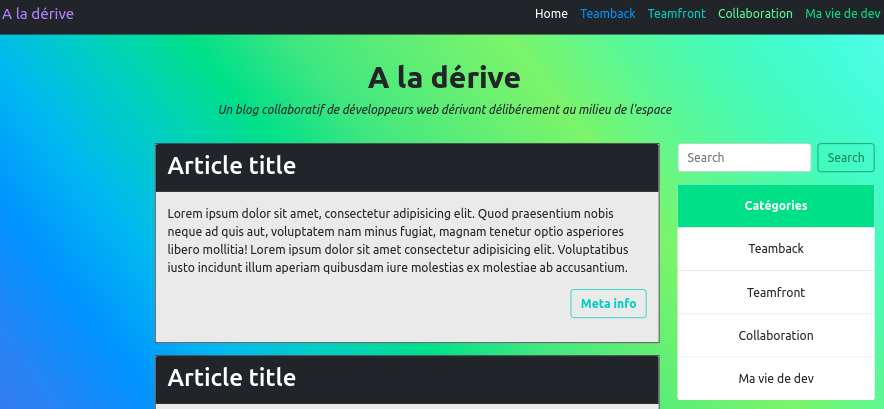 A la dérive
Home Teamback Teamfront Collaboration Ma vie de dev
A la dérive
Un blog collaboratif de développeurs web dérivant délibérement au milieu de l'espace
Article title
Lorem ipsum dolor sit amet, consectetur adipisicing elit. Quod praesentium nobis
neque ad quis aut, voluptatem nam minus fugiat, magnam tenetur optio asperiores
libero mollitia! Lorem ipsum dolor sit amet consectetur adipisicing elit. Voluptatibus
iusto incidunt illum aperiam quibusdam iure molestias ex molestiae ab accusantium.
Meta info
Article title
Search Search
Catégories
Teamback
Teamfront
Collaboration
Ma vie de dev